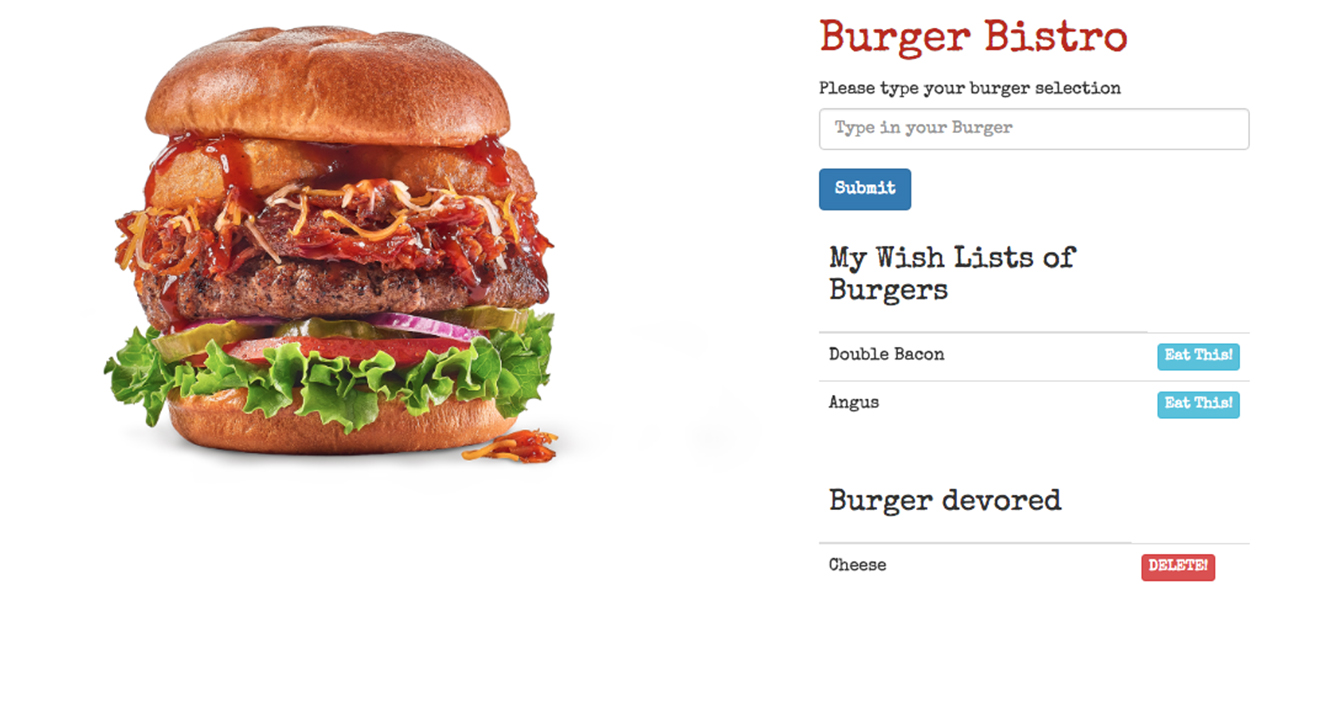 Burger Bistro
Please type your burger selection
Type in your Burger
Submit
My Wish Lists of
Burgers
Double Bacon Eat This!
Angus Eat This!
Burger devored
Cheese DELETE!